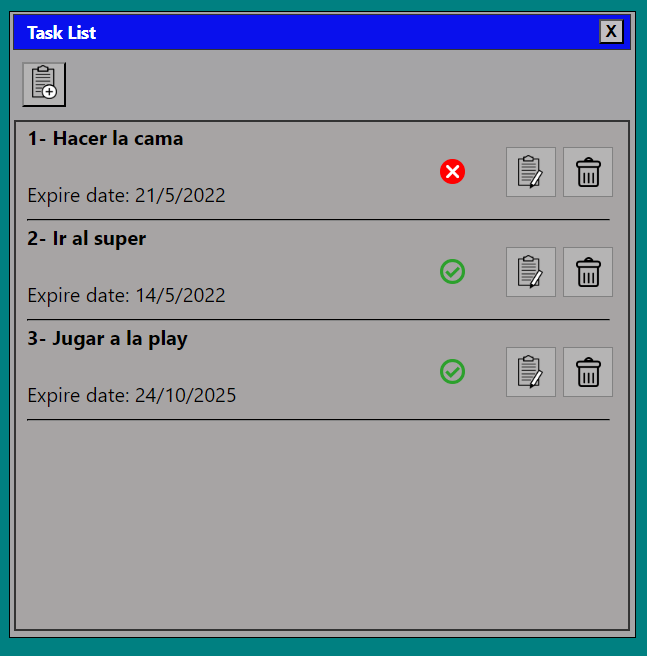 Task List
X
1- Hacer la cama
Expire date: 21/5/2022
2- Ir al super
Expire date: 14/5/2022
3- Jugar a la play
Expire date: 24/10/2025